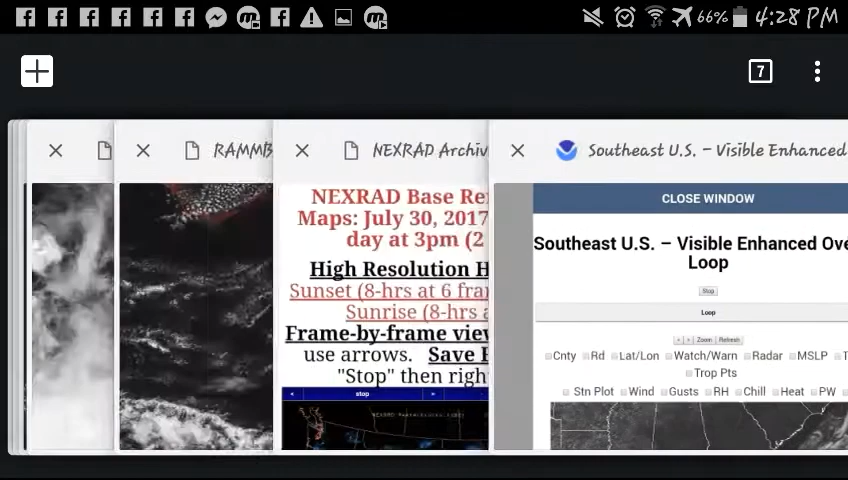 66% 4:28 PM
7
RAMMB
NEXRAD Archiv
Southeast U.S. – Visible Enhanced
NEXRAD Base Re
Maps: July 30, 2017
day at 3pm (2
High Resolution H
Sunset (8-hrs at 6 fra
Sunrise (8-hrs a
Frame-by-frame view
use arrows. Save
"Stop" then righ
stop
CLOSE WINDOW
Southeast U.S. – Visible Enhanced Ove
Loop
Stop
Loop
< > Zoom Refresh
Cnty Rd Lat/Lon Watch/Warn Radar MSLP T
Trop Pts
Stn Plot Wind Gusts RH Chill Heat PW